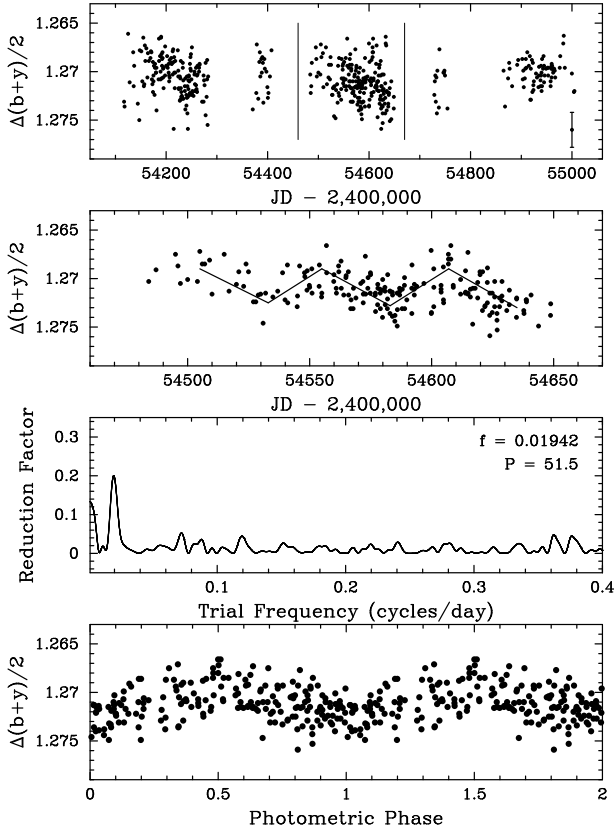 Δ(b+y)/2
1.265
1.27
1.275
54200 54400 54600 54800 55000
JD − 2,400,000
Δ(b+y)/2
1.265
1.27
1.275
54500 54550 54600 54650
JD − 2,400,000
Reduction Factor
0.3
0.2
0.1
0
f = 0.01942
P = 51.5
0.1 0.2 0.3 0.4
Trial Frequency (cycles/day)
Δ(b+y)/2
1.265
1.27
1.275
0 0.5 1 1.5 2
Photometric Phase